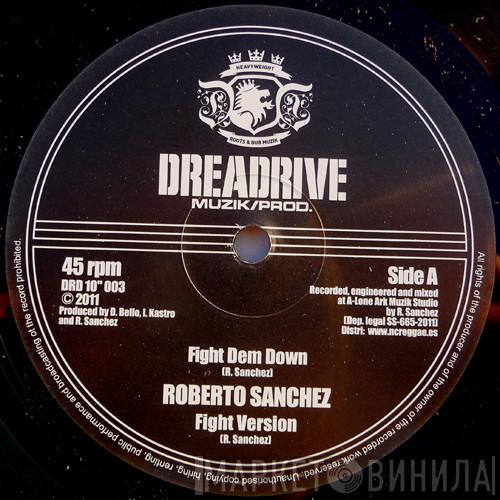 HEAVYWEIGHT
ROOTS & DUB MUZIK
DREADRIVE
MUZIK/PROD.
45 rpm
DRD 10" 003
© 2011
Produced by D. Bello, I. Kastro
and R. Sanchez
Side A
Recorded, engineered and mixed
at A-Lone Ark Muzik Studio
by R. Sanchez
(Dep. legal SS-665-2011)
Distri: www.ncreggae.es
Fight Dem Down
(R. Sanchez)
ROBERTO SANCHEZ
Fight Version
(R. Sanchez)
All rights of the producer and of the owner of the recorded work reserved. Unauthorised copying, hiring, renting, public performance and broadcasting of the record prohibited.
МАРКЕТ ВИНИЛА